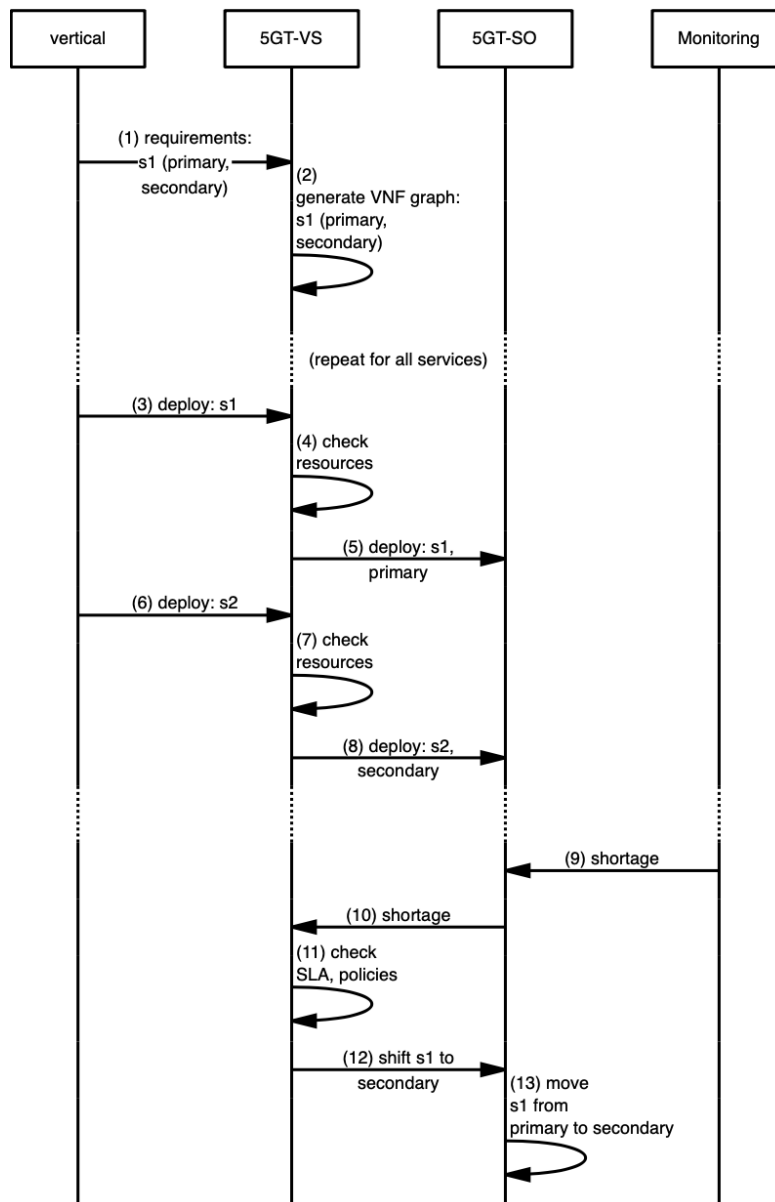 vertical
5GT-VS
5GT-SO
Monitoring
(1) requirements:
s1 (primary,
secondary)
(2)
generate VNF graph:
s1 (primary,
secondary)
(repeat for all services)
(3) deploy: s1
(4) check
resources
(5) deploy: s1,
primary
(6) deploy: s2
(7) check
resources
(8) deploy: s2,
secondary
(9) shortage
(10) shortage
(11) check
SLA, policies
(12) shift s1 to
secondary
(13) move
s1 from
primary to secondary